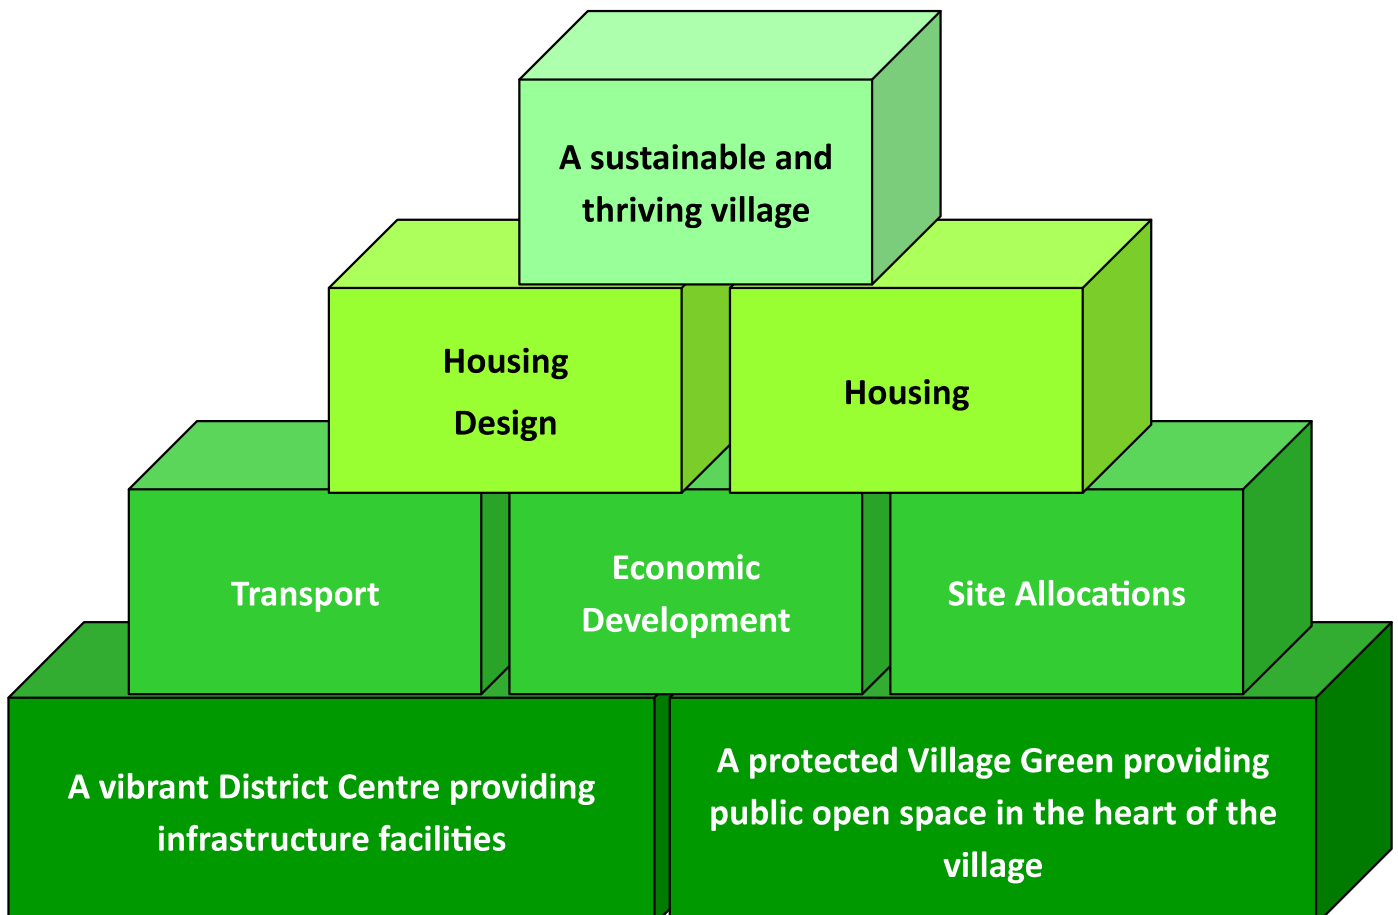 A sustainable and
thriving village
Housing
Design
Housing
Transport
Economic
Development
Site Allocations
A vibrant District Centre providing
infrastructure facilities
A protected Village Green providing
public open space in the heart of the
village